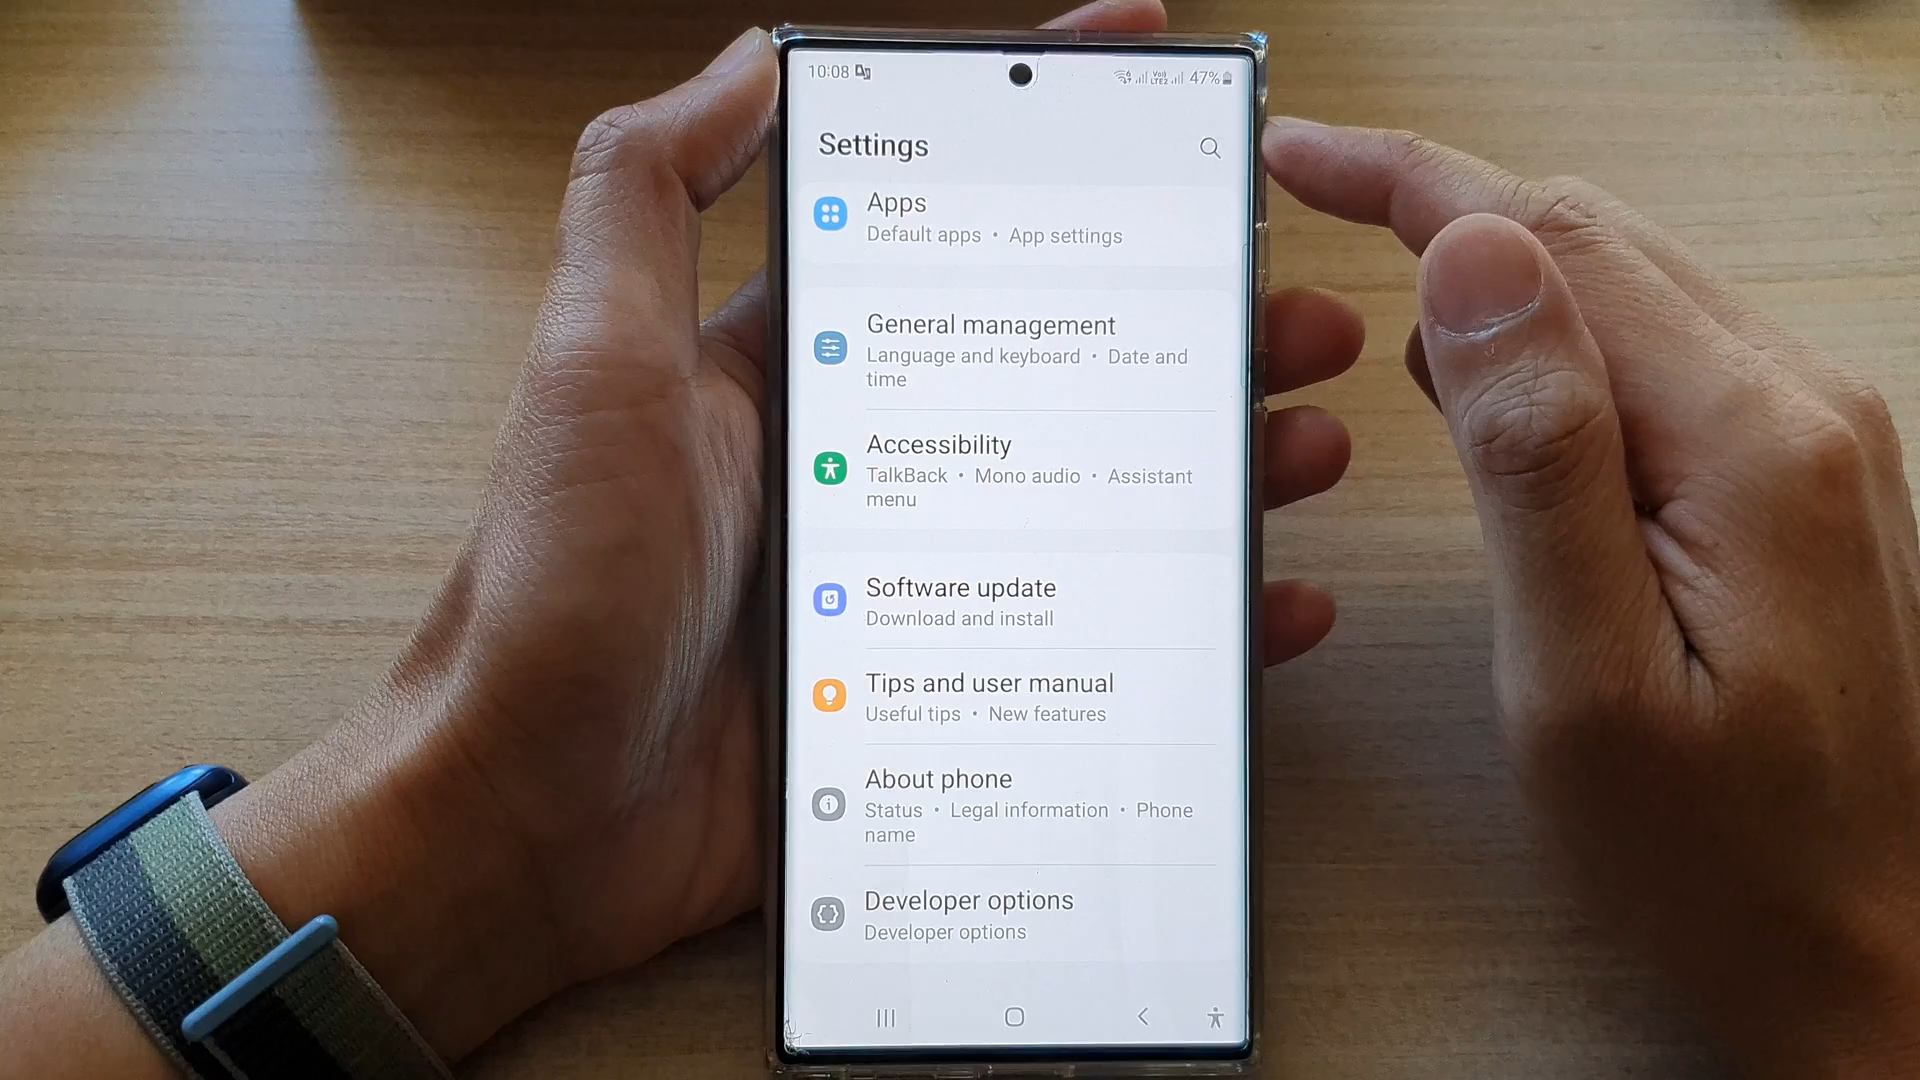 10:08
47%
Settings
Apps
Default apps • App settings
General management
Language and keyboard • Date and
time
Accessibility
TalkBack • Mono audio • Assistant
menu
Software update
Download and install
Tips and user manual
Useful tips • New features
About phone
Status • Legal information • Phone
name
Developer options
Developer options